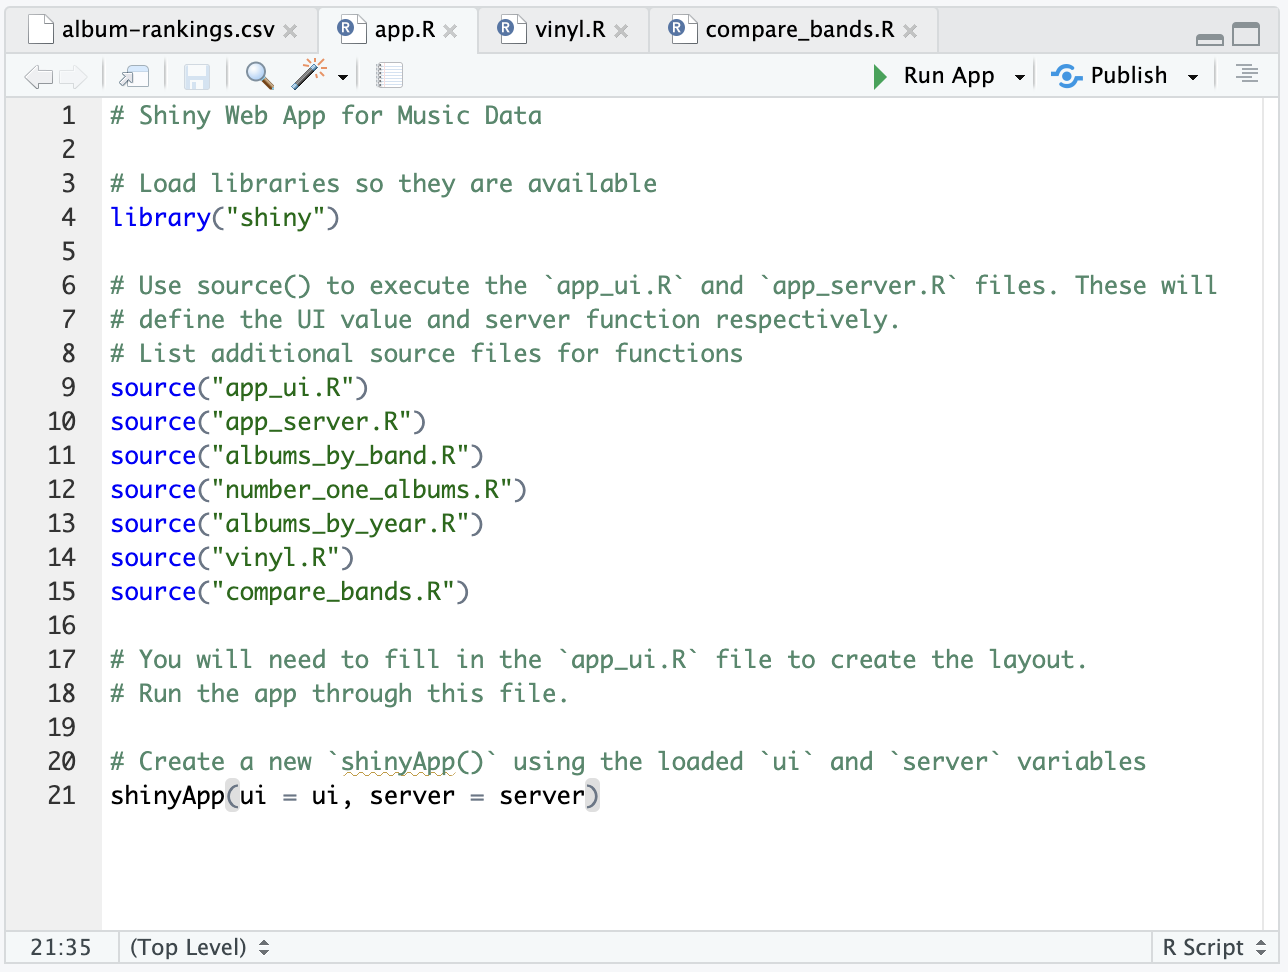 album-rankings.csv
app.R
vinyl.R
compare_bands.R
Run App
Publish
1 # Shiny Web App for Music Data
2
3 # Load libraries so they are available
4 library("shiny")
5
6 # Use source() to execute the `app_ui.R` and `app_server.R` files. These will
7 # define the UI value and server function respectively.
8 # List additional source files for functions
9 source("app_ui.R")
10 source("app_server.R")
11 source("albums_by_band.R")
12 source("number_one_albums.R")
13 source("albums_by_year.R")
14 source("vinyl.R")
15 source("compare_bands.R")
16
17 # You will need to fill in the `app_ui.R` file to create the layout.
18 # Run the app through this file.
19
20 # Create a new `shinyApp()` using the loaded `ui` and `server` variables
21 shinyApp(ui = ui, server = server)
21:35
(Top Level)
R Script